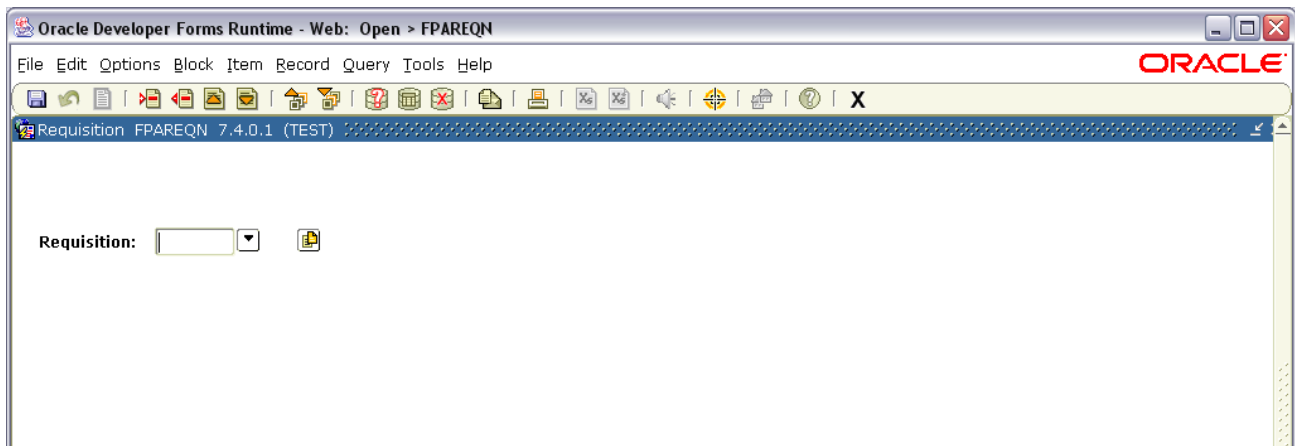 Oracle Developer Forms Runtime - Web: Open > FPAREQN
File Edit Options Block Item Record Query Tools Help ORACLE
Requisition FPAREQN 7.4.0.1 (TEST)
Requisition: